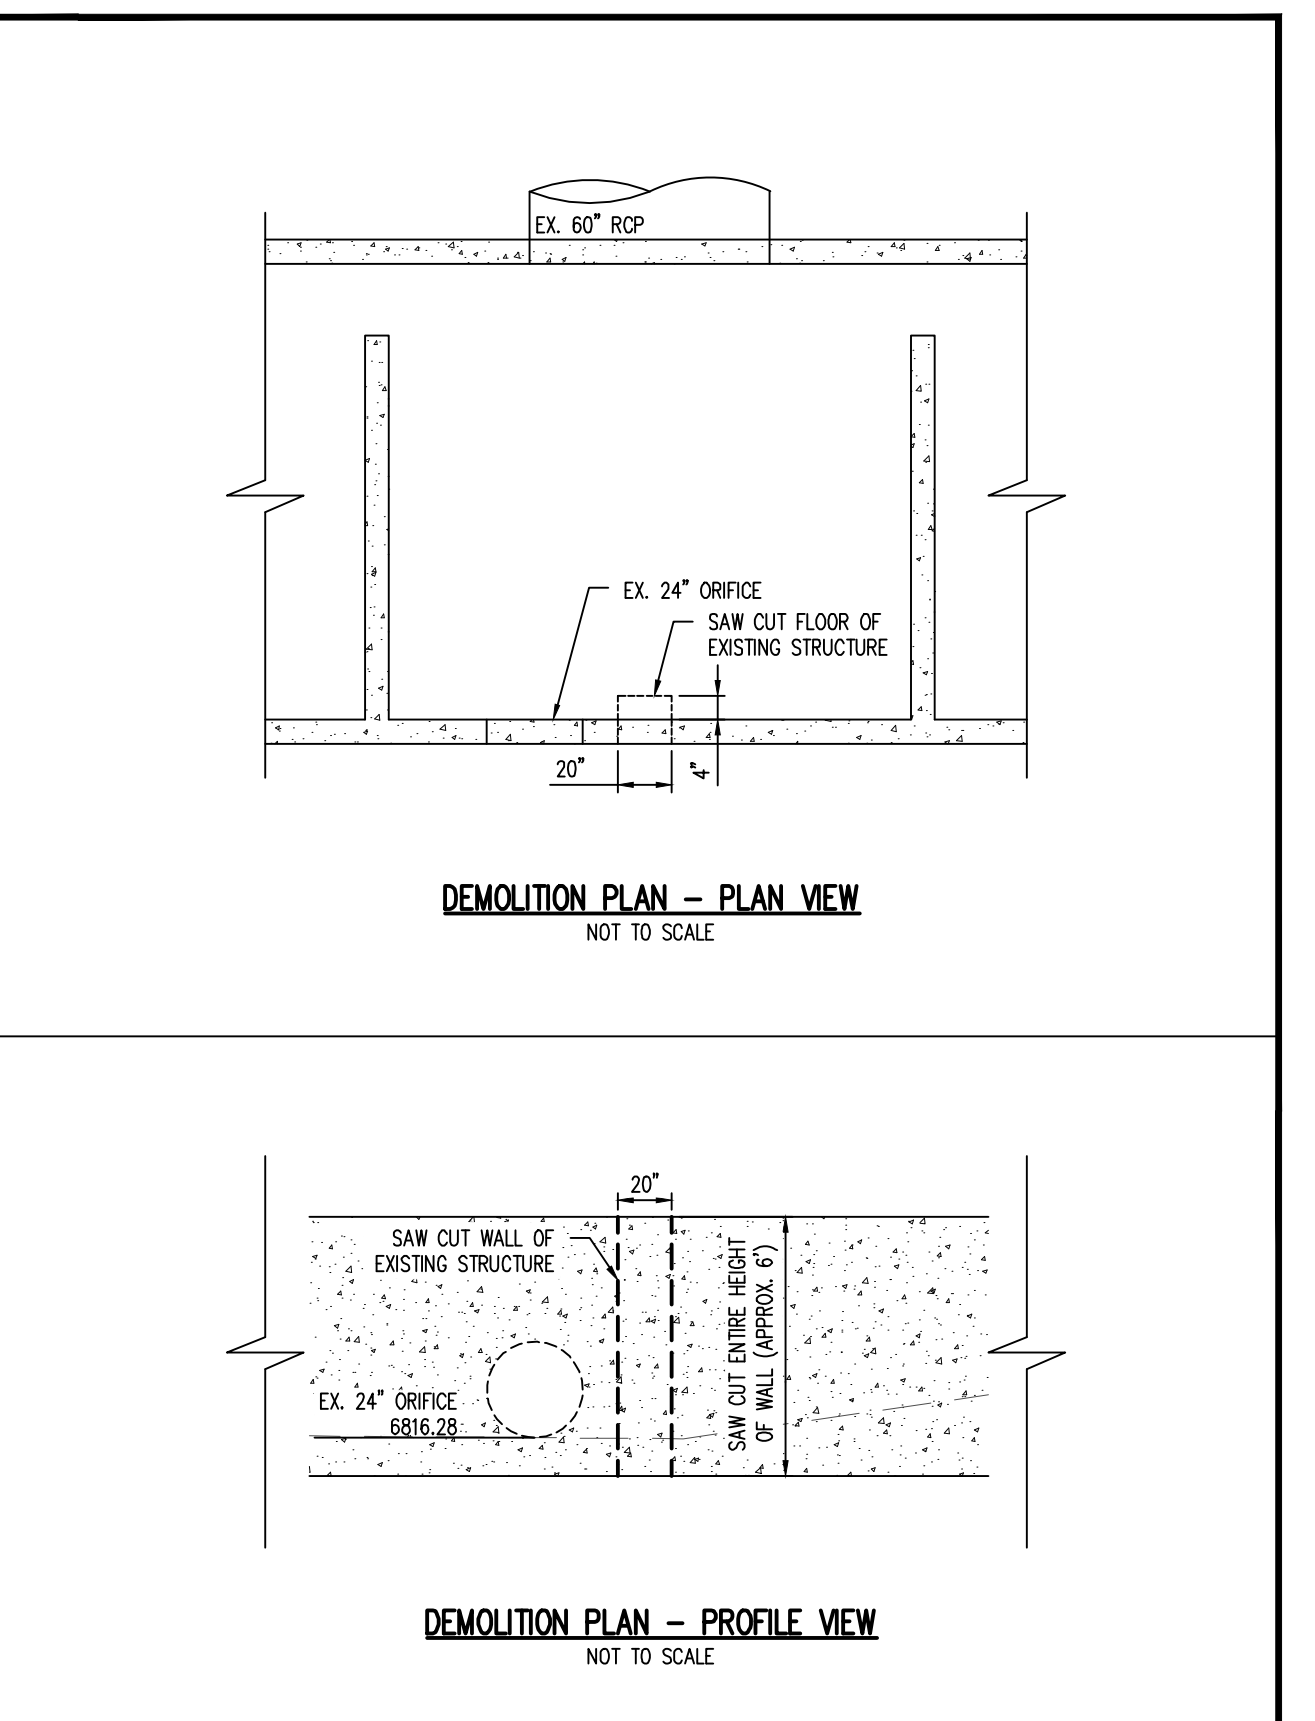 EX. 60" RCP
EX. 24" ORIFICE
SAW CUT FLOOR OF
EXISTING STRUCTURE
20"
4"
DEMOLITION PLAN - PLAN VIEW
NOT TO SCALE
20"
SAW CUT WALL OF
EXISTING STRUCTURE
SAW CUT ENTIRE HEIGHT
OF WALL (APPROX. 6')
EX. 24" ORIFICE
6816.28
DEMOLITION PLAN - PROFILE VIEW
NOT TO SCALE